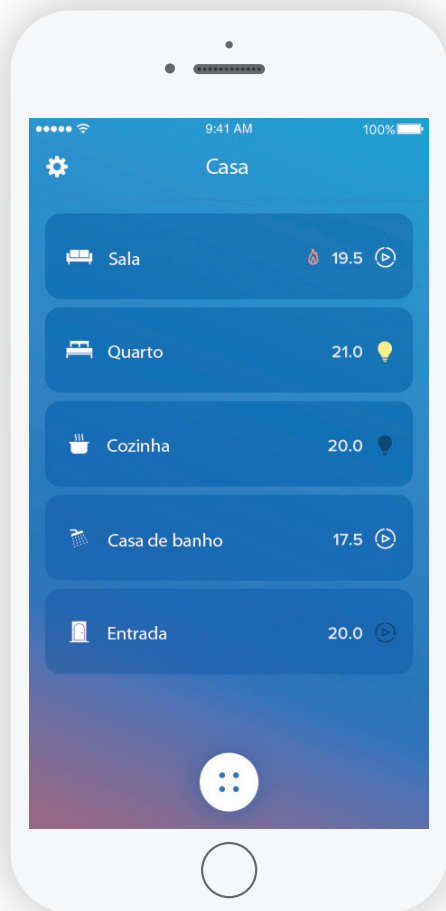 9:41 AM 100%
Casa
Sala 19.5
Quarto 21.0
Cozinha 20.0
Casa de banho 17.5
Entrada 20.0